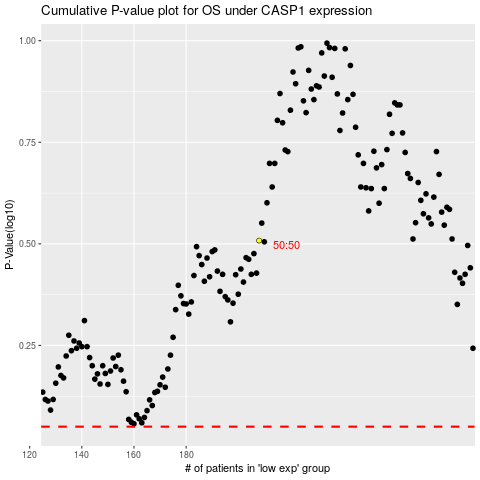 Cumulative P-value plot for OS under CASP1 expression
1.00
0.75
0.50
0.25
P-Value(log10)
50:50
120 140 160 180
# of patients in 'low exp' group